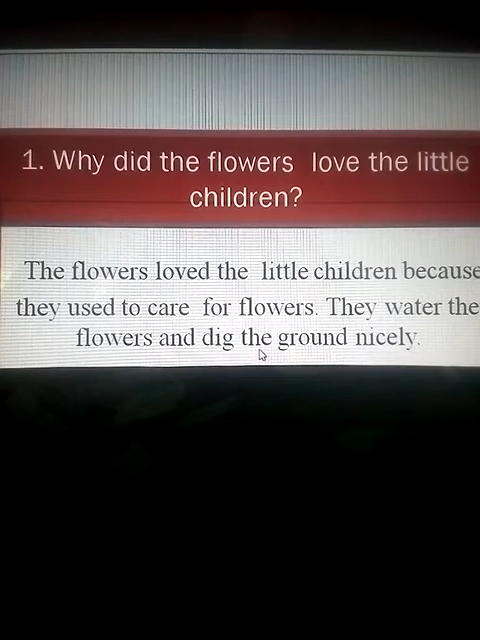 1. Why did the flowers love the little
children?
The flowers loved the little children because
they used to care for flowers. They water the
flowers and dig the ground nicely.